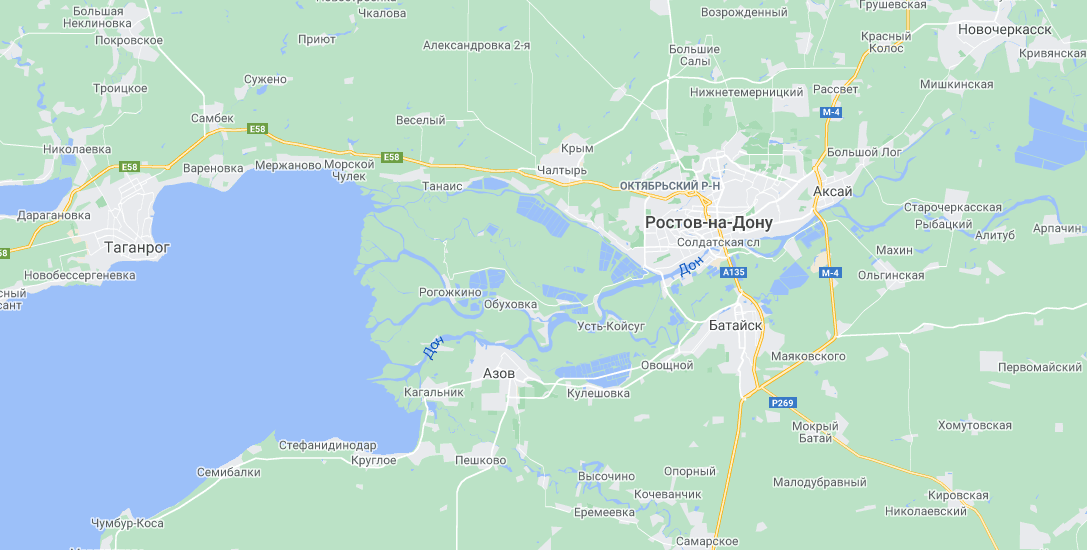 Большая
Неклиновка
Чкалова
Возрожденный
Грушевская
Покровское
Приют
Александровка 2-я
Большие
Салы
Красный
Колос
Новочеркасск
Кривянская
Троицкое
Сужено
Нижнетемерницкий
Рассвет
Мишкинская
М-4
Самбек
E58
Веселый
Николаевка
E58
Вареновка
Мержаново
Морской
Чулек
E58
Крым
Чалтырь
Большой Лог
Танаис
ОКТЯБРЬСКИЙ Р-Н
Аксай
Дарагановка
Таганрог
Ростов-на-Дону
Солдатская сл
Старочеркасская
Рыбацкий
Алитуб
Арпачин
Махин
58
Новобессергеневка
Дон
A135
М-4
Ольгинская
Рогожкино
Обуховка
Усть-Койсуг
Батайск
Дон
Азов
Овощной
Маяковского
Первомайский
Кагальник
Кулешовка
P269
Мокрый
Батай
Хомутовская
Стефанидинодар
Круглое
Семибалки
Пешково
Высочино
Опорный
Малодубравный
Кочеванчик
Кировская
Николаевский
Чумбур-Коса
Еремеевка
Самарское